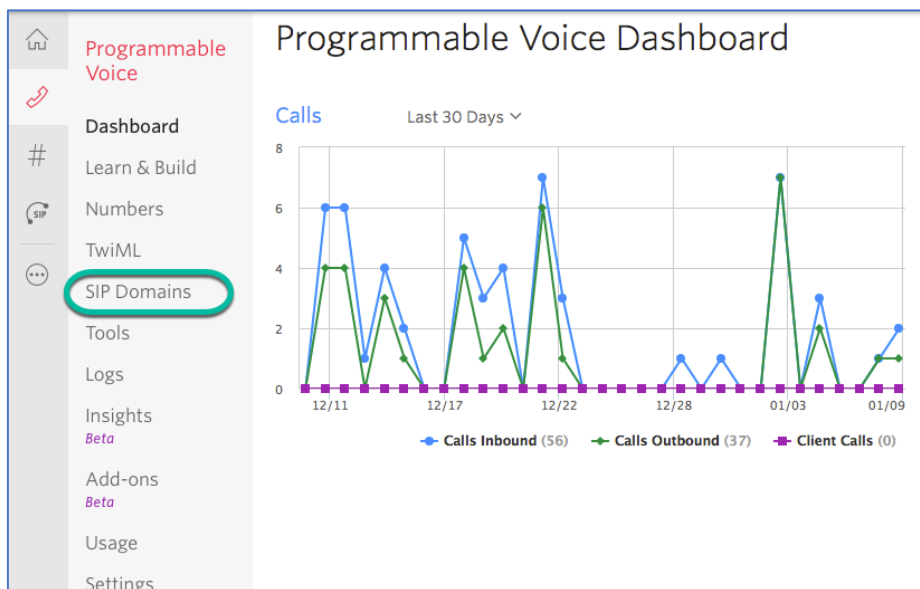 Programmable Voice Dashboard
Programmable
Voice
Dashboard
Learn & Build
Numbers
TwiML
SIP Domains
Tools
Logs
Insights
Beta
Add-ons
Beta
Usage
Settings
#
SIP
Calls
Last 30 Days
8
6
4
2
0
12/11 12/17 12/22 12/28 01/03 01/09
Calls Inbound (56) Calls Outbound (37) Client Calls (0)